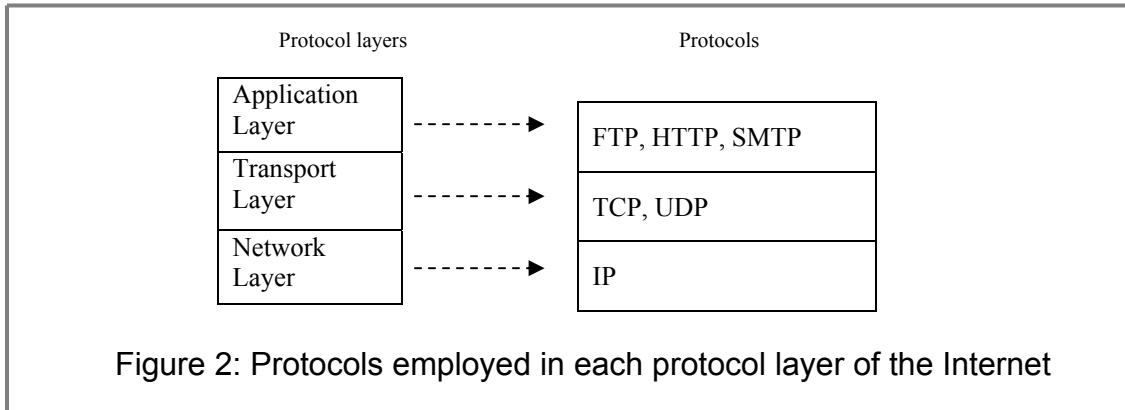 Protocol layers
Protocols
Application
Layer
FTP, HTTP, SMTP
Transport
Layer
TCP, UDP
Network
Layer
IP
Figure 2: Protocols employed in each protocol layer of the Internet